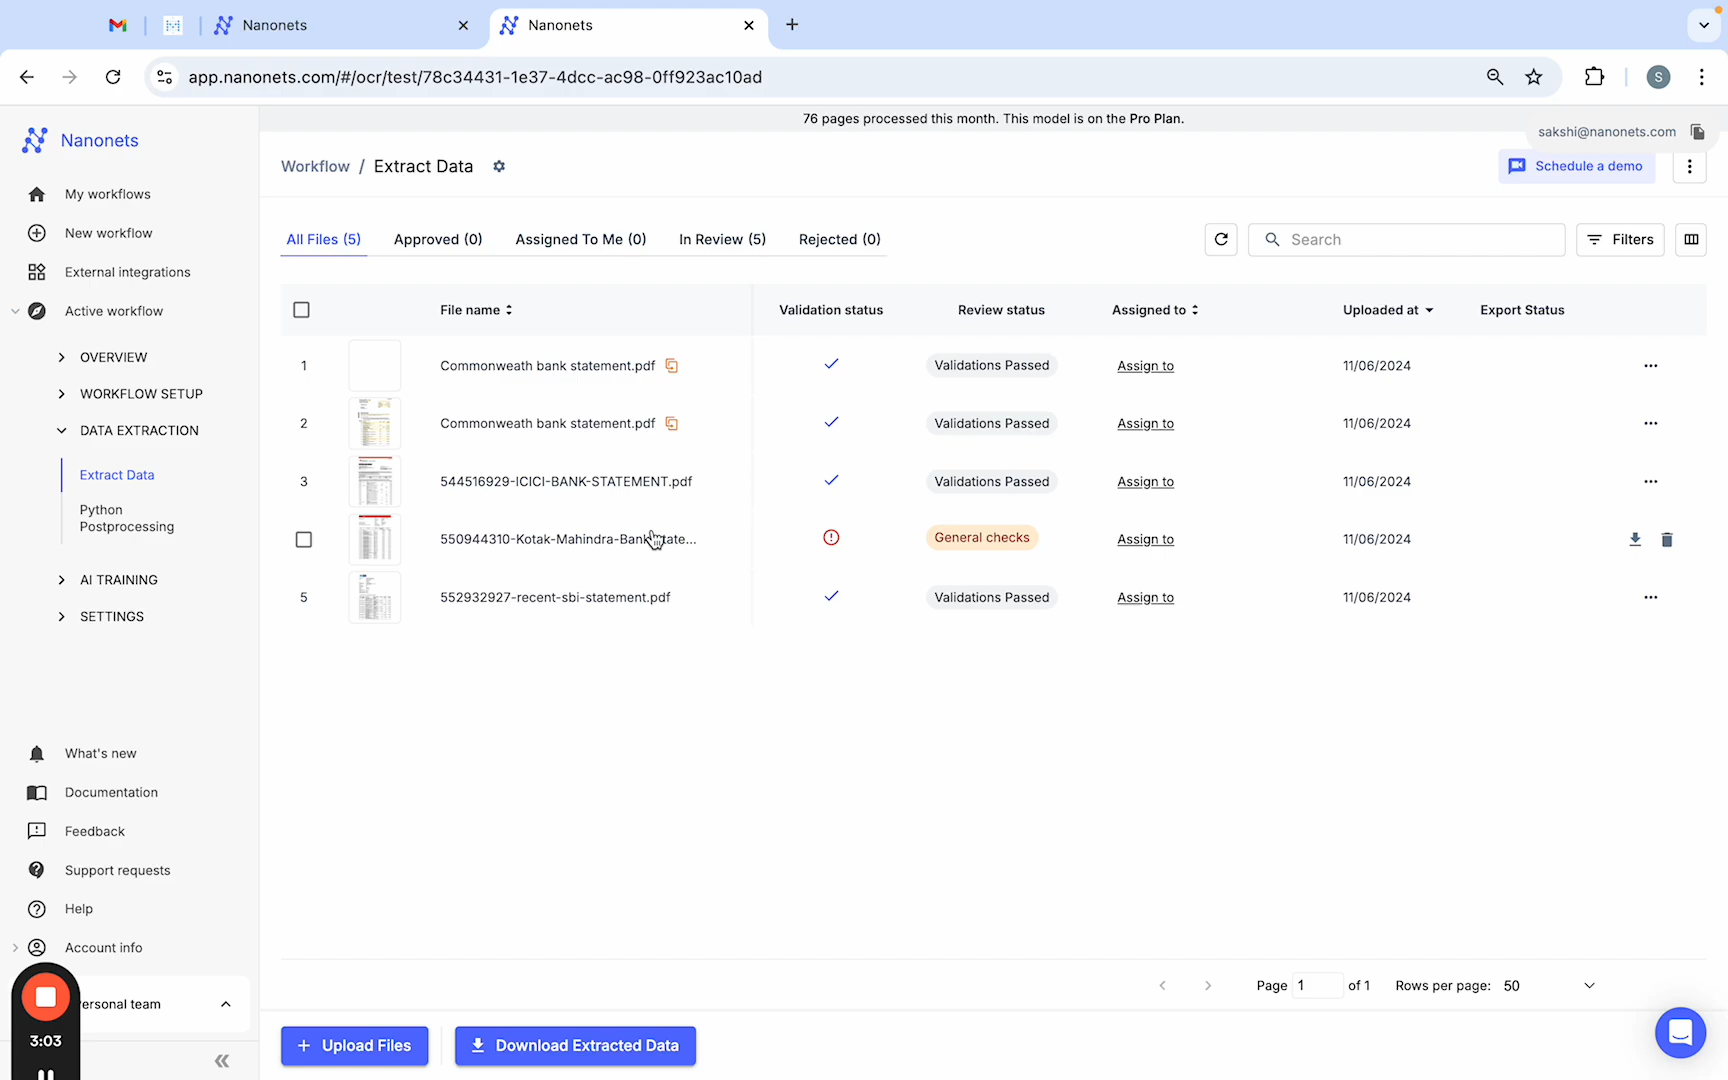 Nanonets
Nanonets
app.nanonets.com/#/ocr/test/78c34431-1e37-4dcc-ac98-0ff923ac10ad
S
76 pages processed this month. This model is on the Pro Plan.
sakshi@nanonets.com
Nanonets
Workflow / Extract Data
Schedule a demo
My workflows
New workflow
External integrations
Active workflow
OVERVIEW
WORKFLOW SETUP
DATA EXTRACTION
Extract Data
Python
Postprocessing
AI TRAINING
SETTINGS
What's new
Documentation
Feedback
Support requests
Help
Account info
ersonal team
3:03
All Files (5) Approved (0) Assigned To Me (0) In Review (5) Rejected (0)
Search
Filters
File name Validation status Review status Assigned to Uploaded at Export Status
1 Commonweath bank statement.pdf Validations Passed Assign to 11/06/2024
2 Commonweath bank statement.pdf Validations Passed Assign to 11/06/2024
3 544516929-ICICI-BANK-STATEMENT.pdf Validations Passed Assign to 11/06/2024
550944310-Kotak-Mahindra-Bank tate... General checks Assign to 11/06/2024
5 552932927-recent-sbi-statement.pdf Validations Passed Assign to 11/06/2024
Page 1 of 1 Rows per page: 50
+ Upload Files
Download Extracted Data